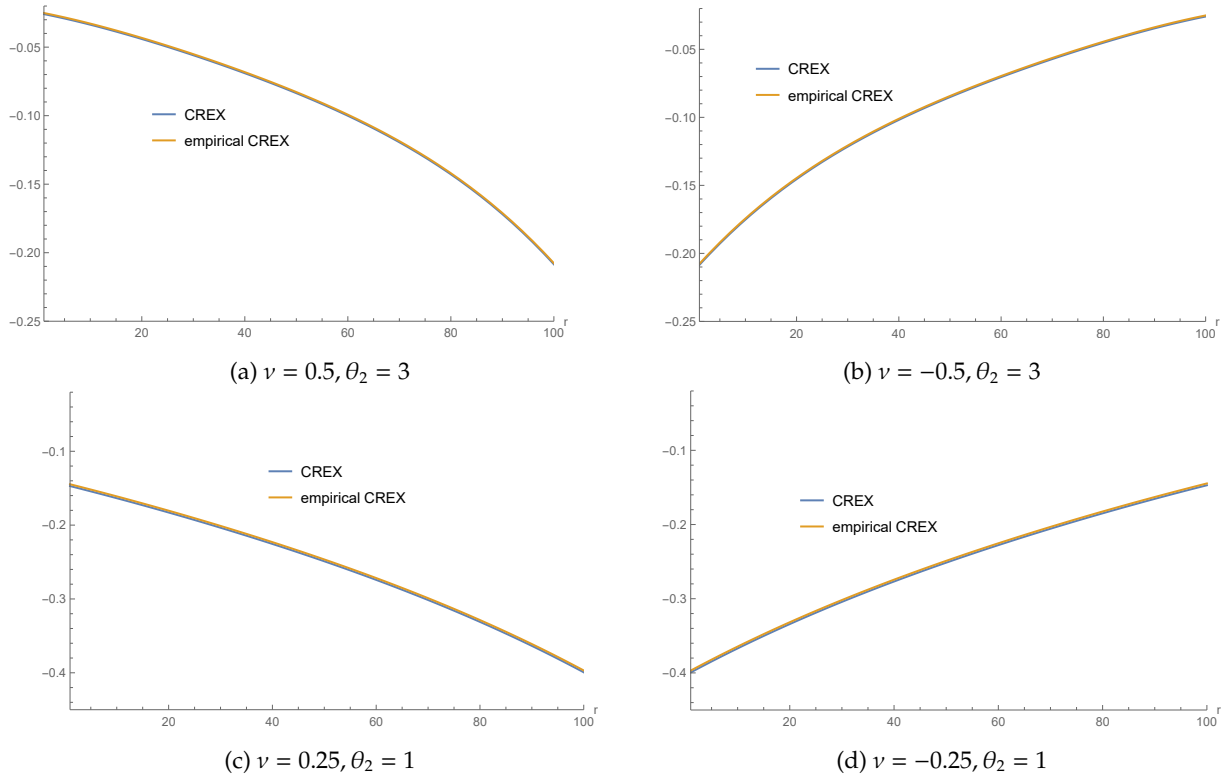 -0.05
-0.10
-0.15
-0.20
-0.25
CREX
empirical CREX
20 40 60 80 100
r
(a) ν = 0.5, θ₂ = 3
-0.05
-0.10
-0.15
-0.20
-0.25
CREX
empirical CREX
20 40 60 80 100
r
(b) ν = −0.5, θ₂ = 3
-0.1
-0.2
-0.3
-0.4
CREX
empirical CREX
20 40 60 80 100
r
(c) ν = 0.25, θ₂ = 1
-0.1
-0.2
-0.3
-0.4
CREX
empirical CREX
20 40 60 80 100
r
(d) ν = −0.25, θ₂ = 1